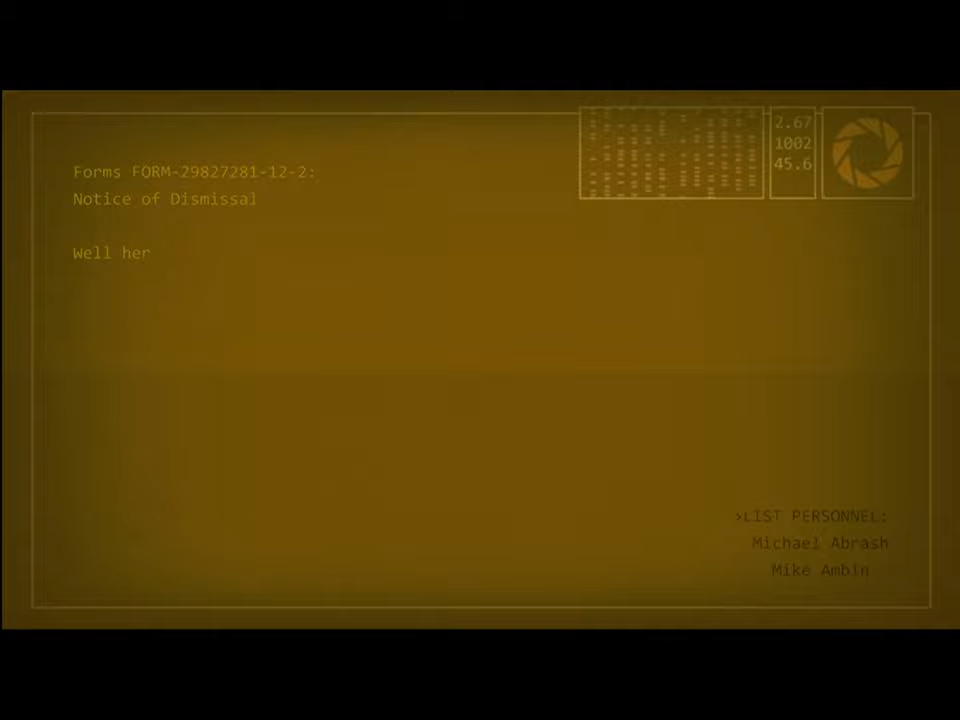 2.67
1002
45.6
Forms FORM-29827281-12-2:
Notice of Dismissal
Well her
>LIST PERSONNEL:
Michael Abrash
Mike Ambin